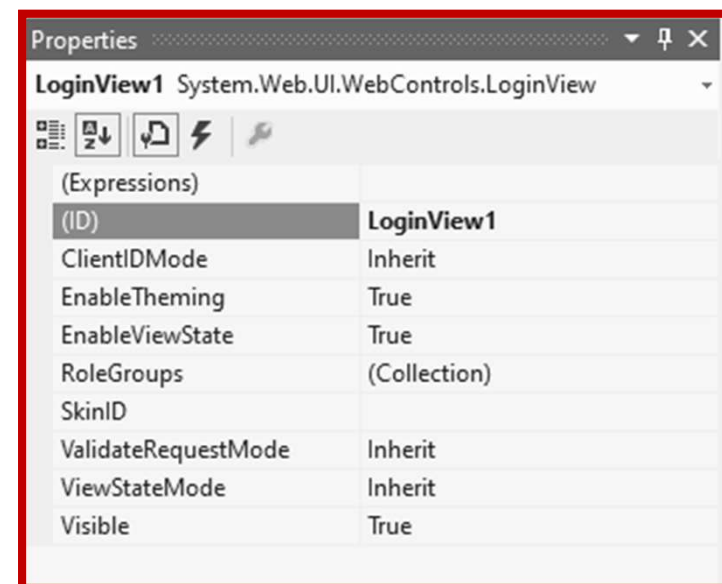 Properties
LoginView1 System.Web.UI.WebControls.LoginView
(Expressions)
(ID) LoginView1
ClientIDMode Inherit
EnableTheming True
EnableViewState True
RoleGroups (Collection)
SkinID
ValidateRequestMode Inherit
ViewStateMode Inherit
Visible True